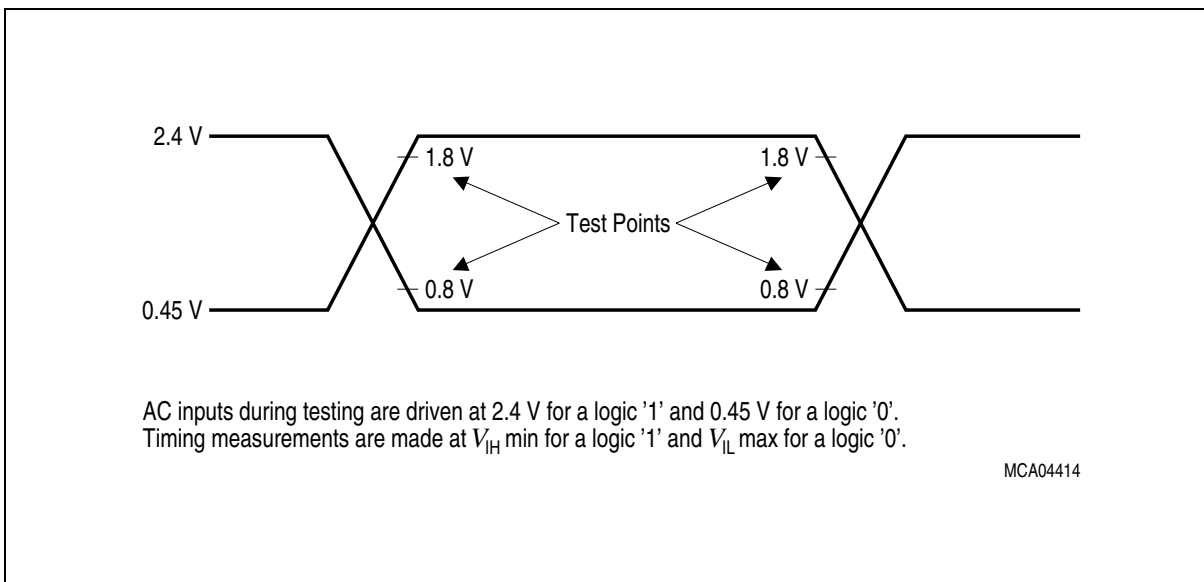 2.4 V
1.8 V 1.8 V
Test Points
0.8 V 0.8 V
0.45 V
AC inputs during testing are driven at 2.4 V for a logic '1' and 0.45 V for a logic '0'.
Timing measurements are made at VIH min for a logic '1' and VIL max for a logic '0'.
MCA04414